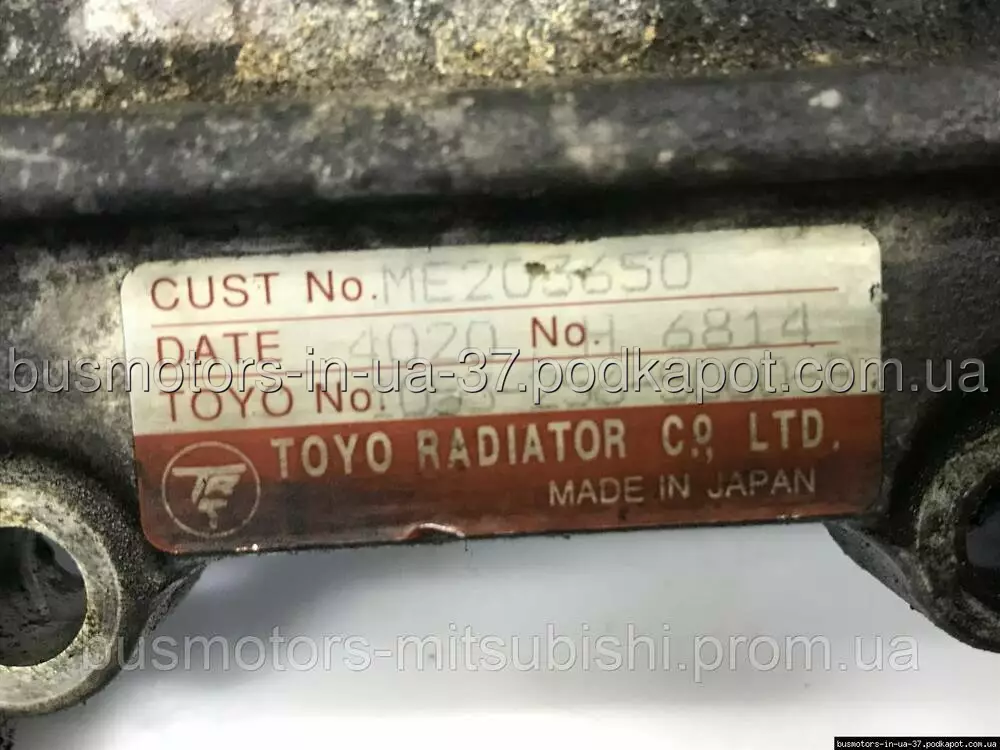 CUST No. ME203650
DATE 4020 No. H 6814
busmotors-in-ua-37.podkapot.com.ua
TOYO No.
TOYO RADIATOR Co., LTD.
MADE IN JAPAN
busmotors-mitsubishi.prom.ua
busmotors-in-ua-37.podkapot.com.ua